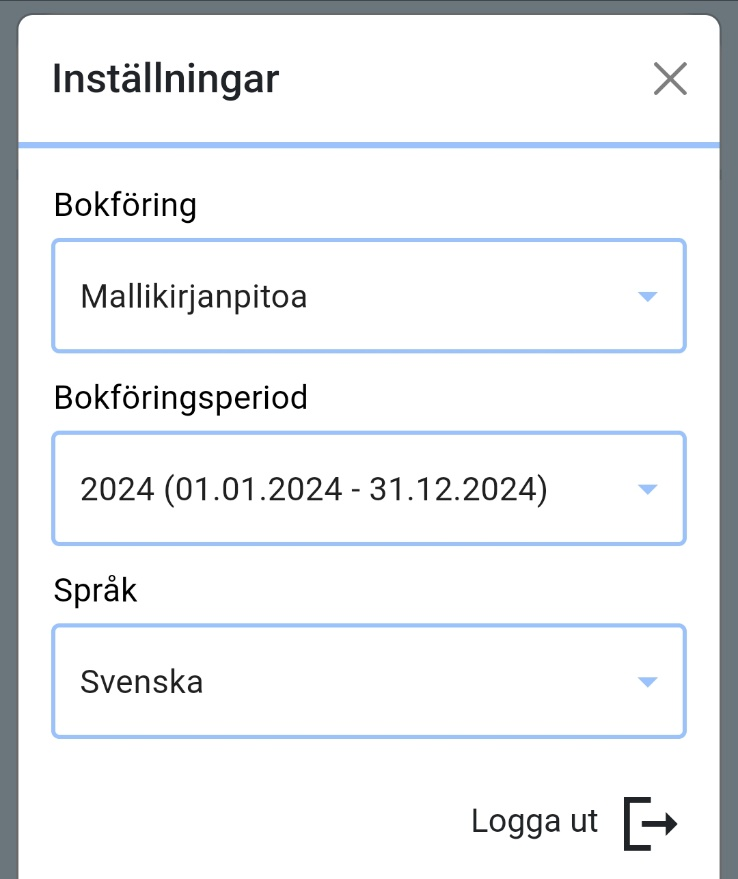 Inställningar
Bokföring
Mallikirjanpitoa
Bokföringsperiod
2024 (01.01.2024 - 31.12.2024)
Språk
Svenska
Logga ut